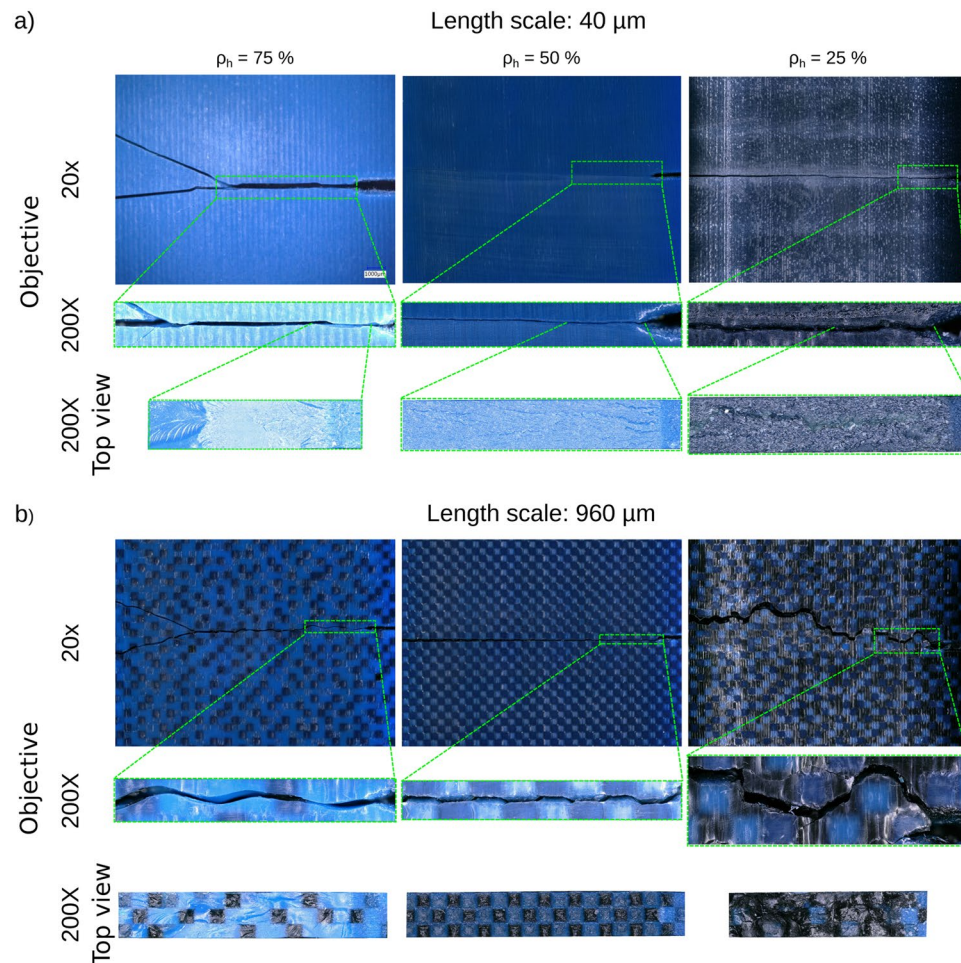 a)
Length scale: 40 µm
ρh = 75 %
ρh = 50 %
ρh = 25 %
Objective
20x
1000µm
200X
Top view
200X
b)
Length scale: 960 µm
Objective
20x
200X
Top view
200X